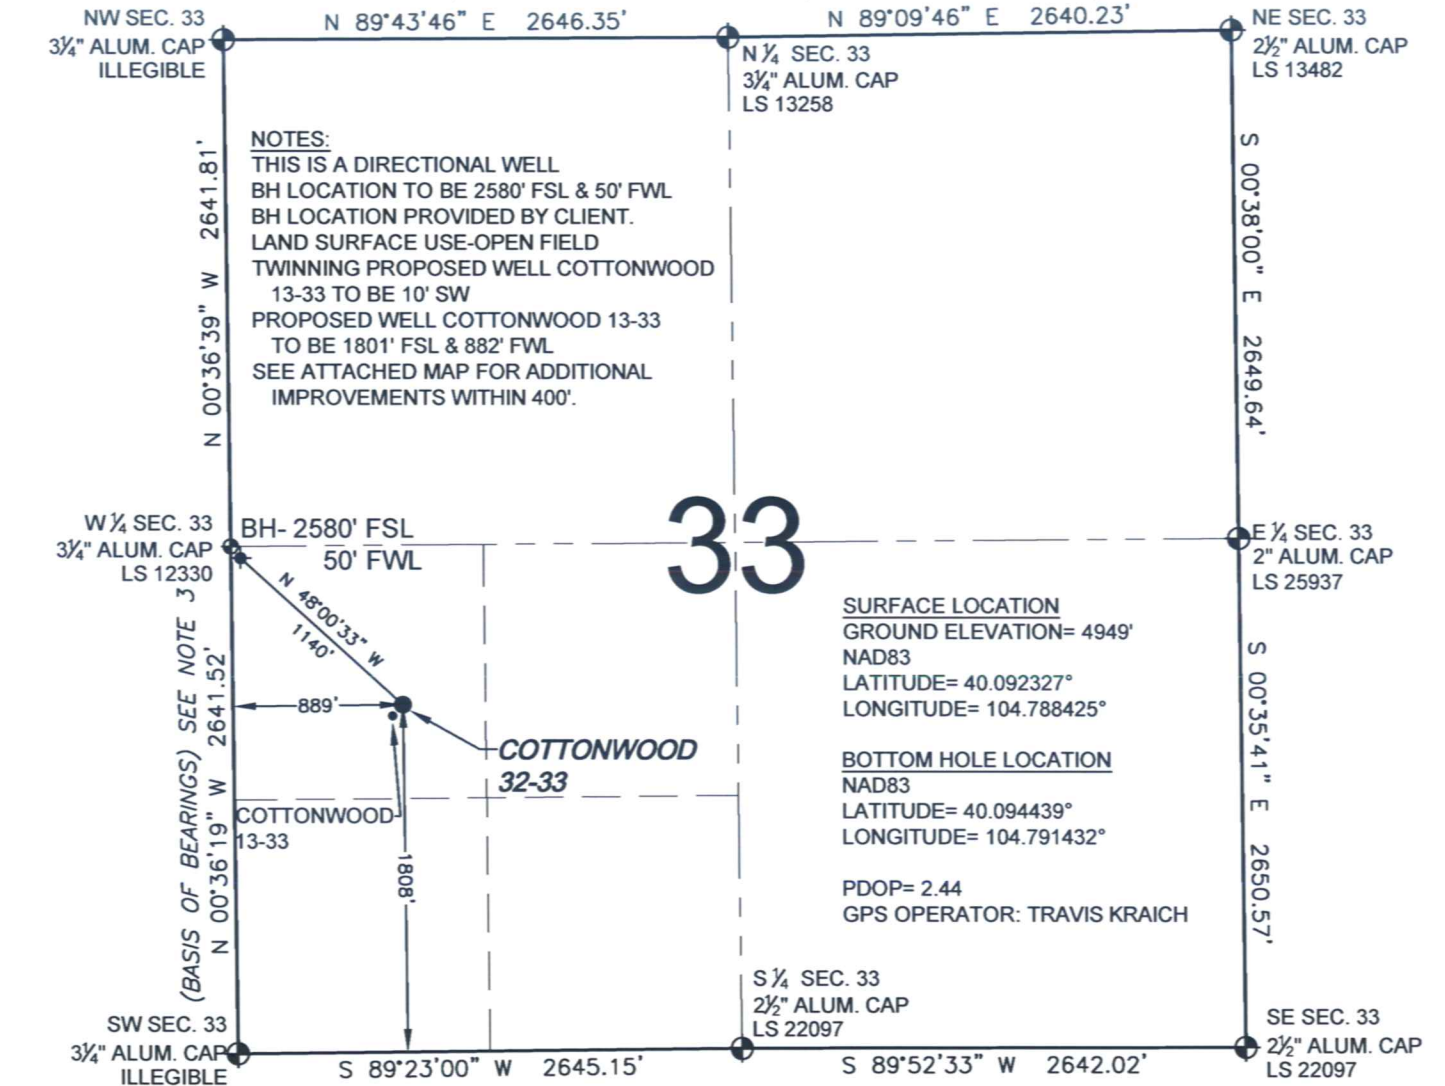 NW SEC. 33
3¼" ALUM. CAP
ILLEGIBLE
N 89°43'46" E 2646.35'
N 89°09'46" E 2640.23'
NE SEC. 33
2½" ALUM. CAP
LS 13482
N ¼ SEC. 33
3¼" ALUM. CAP
LS 13258
N 00°36'39" W 2641.81'
NOTES:
THIS IS A DIRECTIONAL WELL
BH LOCATION TO BE 2580' FSL & 50' FWL
BH LOCATION PROVIDED BY CLIENT.
LAND SURFACE USE-OPEN FIELD
TWINNING PROPOSED WELL COTTONWOOD
13-33 TO BE 10' SW
PROPOSED WELL COTTONWOOD 13-33
TO BE 1801' FSL & 882' FWL
SEE ATTACHED MAP FOR ADDITIONAL
IMPROVEMENTS WITHIN 400'.
S 00°38'00" E 2649.64'
W ¼ SEC. 33
3¼" ALUM. CAP
LS 12330
BH- 2580' FSL
50' FWL
33
E ¼ SEC. 33
2" ALUM. CAP
LS 25937
N 48°00'33" W
1140'
889'
COTTONWOOD
32-33
COTTONWOOD
13-33
1808'
(BASIS OF BEARINGS) SEE NOTE 3
N 00°36'19" W 2641.52'
SURFACE LOCATION
GROUND ELEVATION= 4949'
NAD83
LATITUDE= 40.092327°
LONGITUDE= 104.788425°
BOTTOM HOLE LOCATION
NAD83
LATITUDE= 40.094439°
LONGITUDE= 104.791432°
PDOP= 2.44
GPS OPERATOR: TRAVIS KRAICH
S 00°35'41" E 2650.57'
SW SEC. 33
3¼" ALUM. CAP
ILLEGIBLE
S 89°23'00" W 2645.15'
S ¼ SEC. 33
2½" ALUM. CAP
LS 22097
S 89°52'33" W 2642.02'
SE SEC. 33
2½" ALUM. CAP
LS 22097